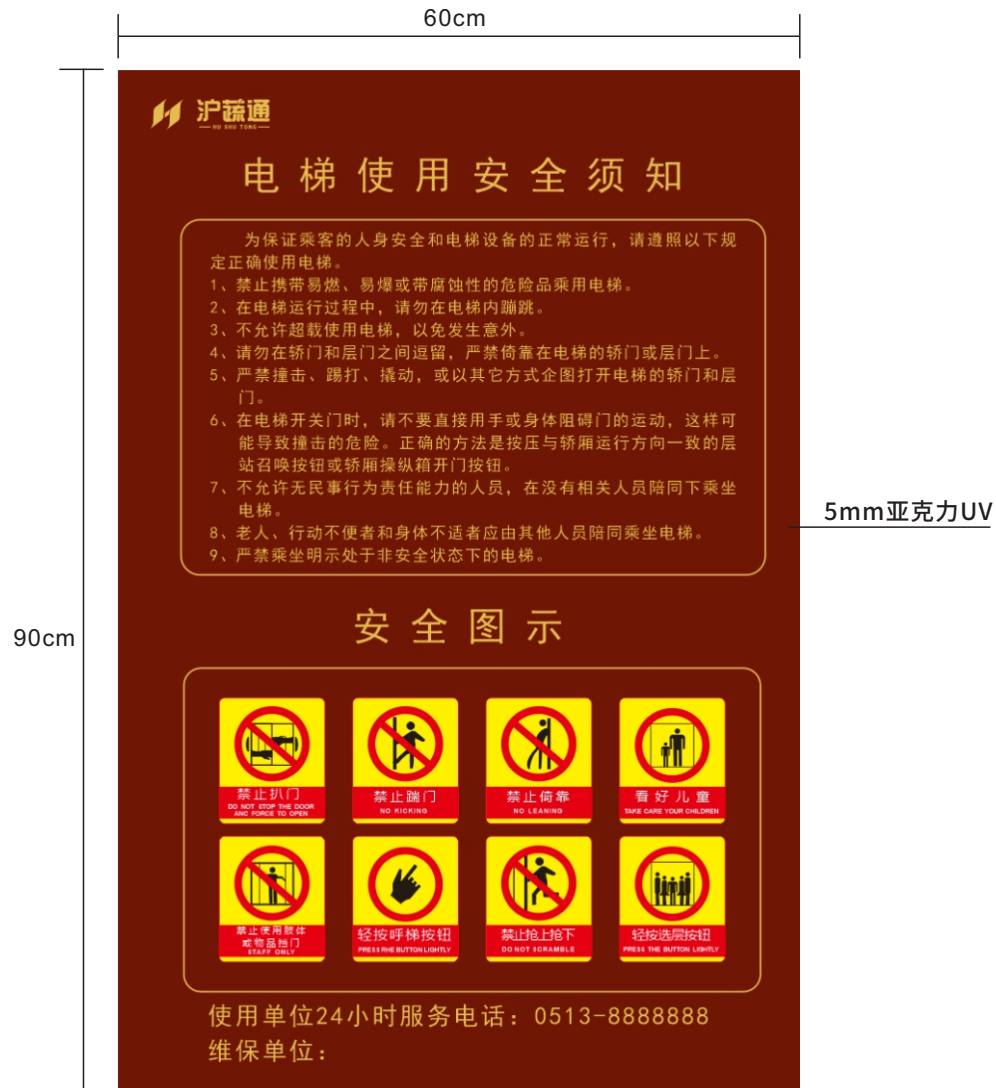 60cm
沪蔬通
HU SHU TONG
电梯使用安全须知
为保证乘客的人身安全和电梯设备的正常运行，请遵照以下规
定正确使用电梯。
1、禁止携带易燃、易爆或带腐蚀性的危险品乘用电梯。
2、在电梯运行过程中，请勿在电梯内蹦跳。
3、不允许超载使用电梯，以免发生意外。
4、请勿在轿门和层门之间逗留，严禁倚靠在电梯的轿门或层门上。
5、严禁撞击、踢打、撬动，或以其它方式企图打开电梯的轿门和层
门。
6、在电梯开关门时，请不要直接用手或身体阻碍门的运动，这样可
能导致撞击的危险。正确的方法是按压与轿厢运行方向一致的层
站召唤按钮或轿厢操纵箱开门按钮。
7、不允许无民事行为责任能力的人员，在没有相关人员陪同下乘坐
电梯。
8、老人、行动不便者和身体不适者应由其他人员陪同乘坐电梯。
9、严禁乘坐明示处于非安全状态下的电梯。
5mm亚克力UV
90cm
安全图示
禁止扒门
DO NOT STOP THE DOOR
ANC FORCE TO OPEN
禁止踹门
NO KICKING
禁止倚靠
NO LEANING
看好儿童
TAKE CARE YOUR CHILDREN
禁止使用肢体
或物品挡门
STAFF ONLY
轻按呼梯按钮
PRESS RHE BUTTON LIGHTLY
禁止抢上抢下
DO NOT SCRAMBLE
轻按选层按钮
PRESS THE BUTTON LIGHTLY
使用单位24小时服务电话：0513-8888888
维保单位：